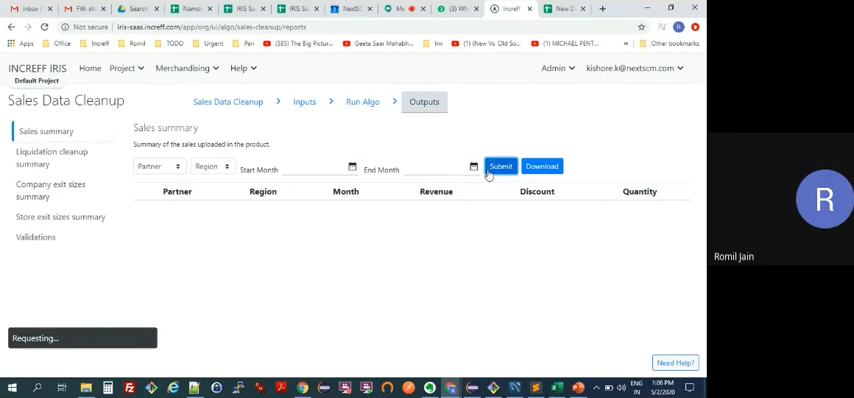 Inbox
FW: xls
Search
Namsh
IRIS Sa
IRIS S
NextSC
(3) Wh
Increff
New D
Not secure | iris-saas.increff.com/app/org/ui/algo/sales-cleanup/reports
R
Apps
Office
Increff
Romil
TODO
Urgent
Pari
(385) The Big Pictur...
Geeta Saar Mahabh...
Inv
(1) (New Vs. Old So...
(1) MICHAEL PENT...
»
Other bookmarks
INCREFF IRIS
Home
Project
Merchandising
Help
Admin
kishore.k@nextscm.com
Default Project
Sales Data Cleanup
Sales Data Cleanup > Inputs > Run Algo > Outputs
Sales summary
Liquidation cleanup
summary
Company exit sizes
summary
Store exit sizes summary
Validations
Sales summary
Summary of the sales uploaded in the product.
Partner
Region
Start Month
End Month
Submit
Download
Partner
Region
Month
Revenue
Discount
Quantity
Requesting...
Need Help?
R
Romil Jain
ENG
IN
1:06 PM
5/2/2020